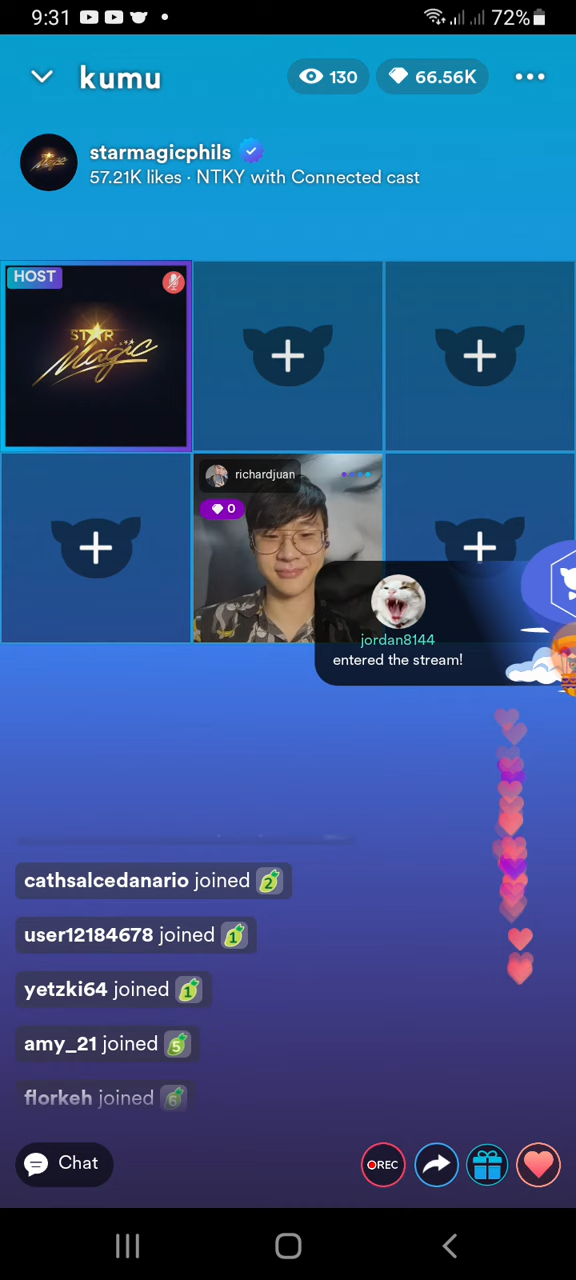 9:31
72%
kumu
130
66.56K
starmagicphils
57.21K likes · NTKY with Connected cast
HOST
STAR
Magic
richardjuan
0
jordan8144
entered the stream!
cathsalcedanario joined 2
user12184678 joined 1
yetzki64 joined 1
amy_21 joined 5
florkeh joined 6
Chat
REC